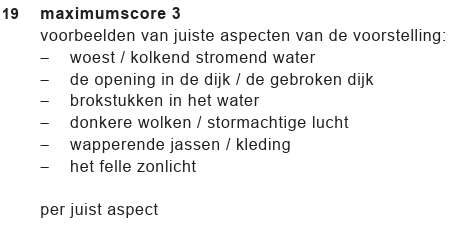 19 maximumscore 3
voorbeelden van juiste aspecten van de voorstelling:
– woest / kolkend stromend water
– de opening in de dijk / de gebroken dijk
– brokstukken in het water
– donkere wolken / stormachtige lucht
– wapperende jassen / kleding
– het felle zonlicht
per juist aspect